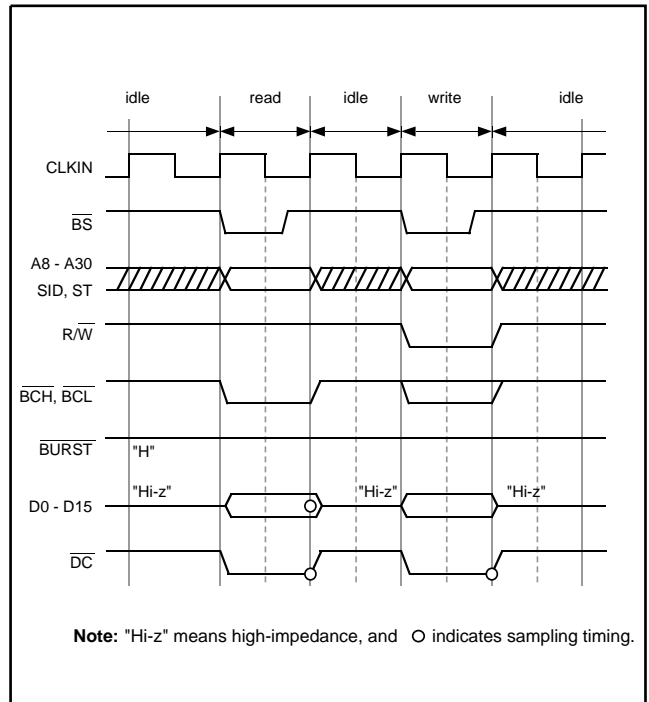 idle read idle write idle
CLKIN
BS
A8 - A30
SID, ST
R/W
BCH, BCL
BURST "H"
"Hi-z" "Hi-z" "Hi-z"
D0 - D15
DC
Note: "Hi-z" means high-impedance, and O indicates sampling timing.